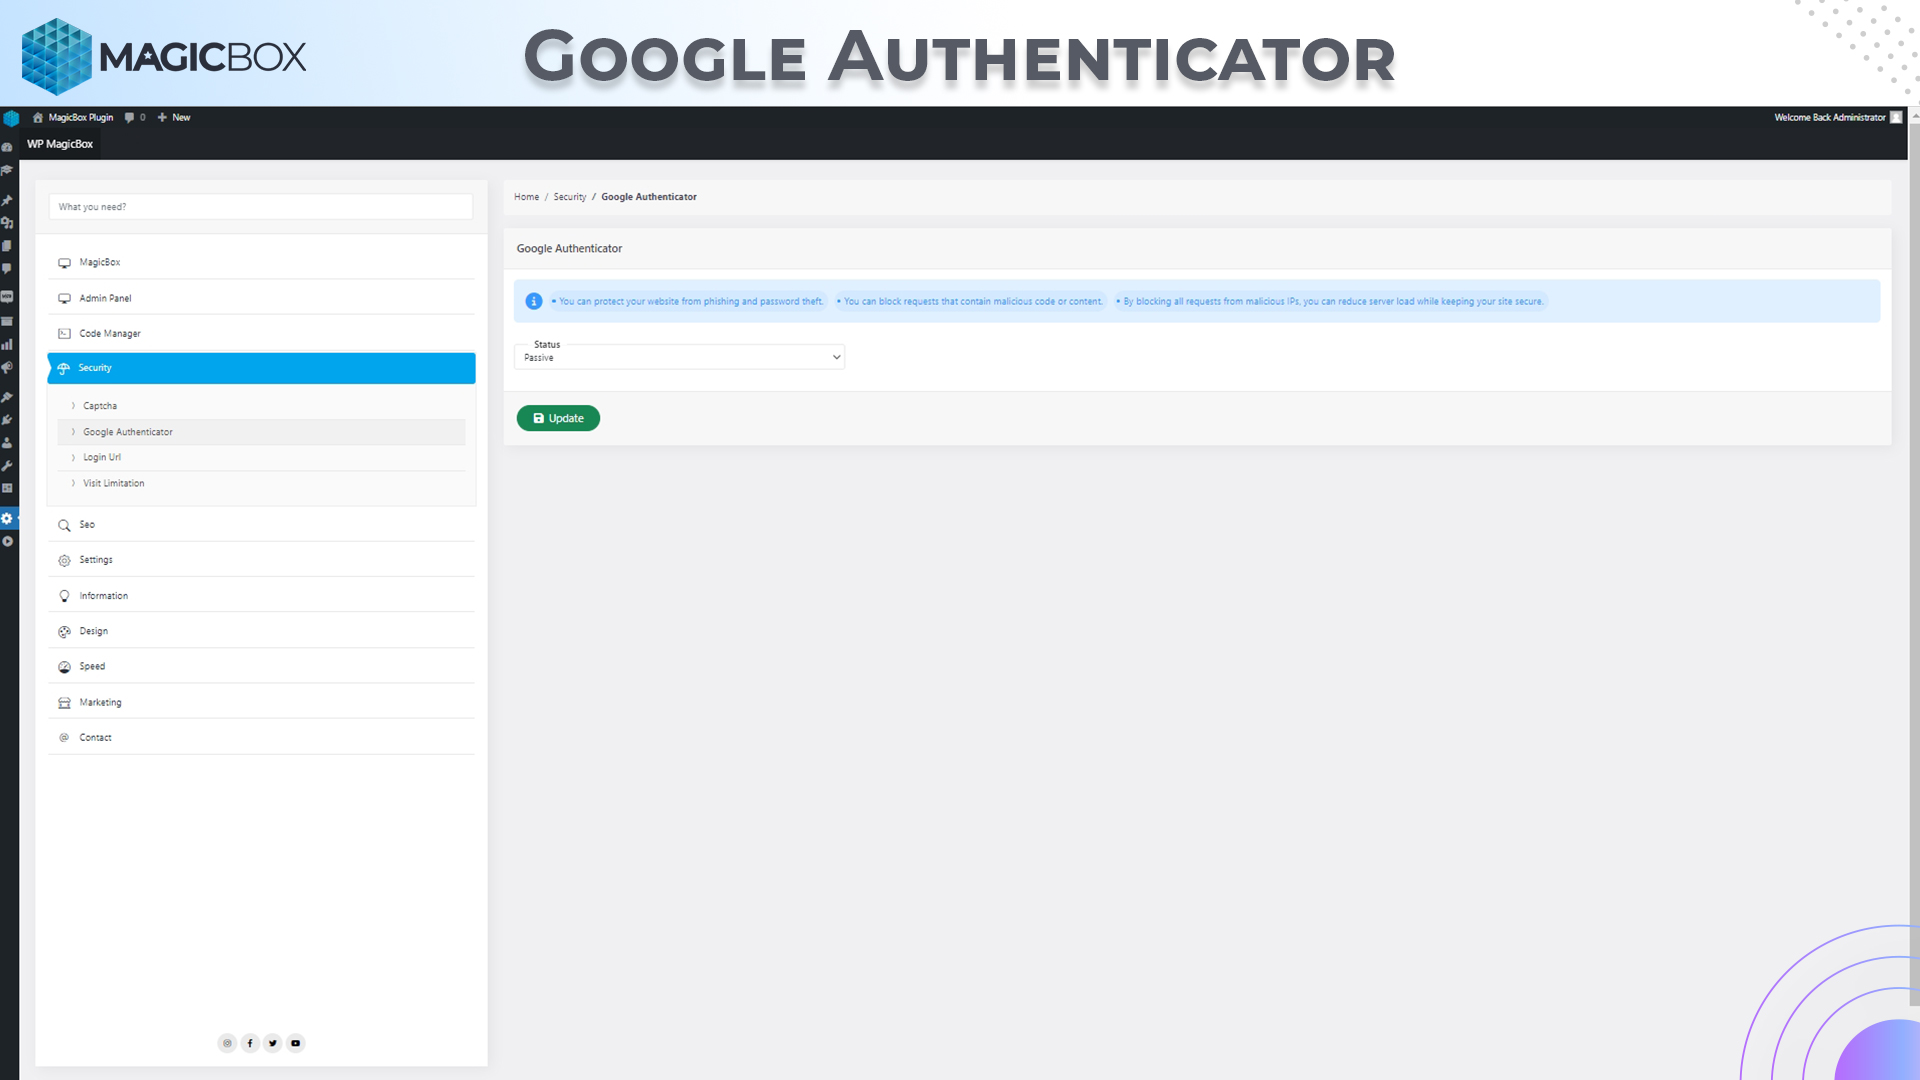 MAGICBOX
GOOGLE AUTHENTICATOR
MagicBox Plugin 0 New
Welcome Back Administrator
WP MagicBox
What you need?
MagicBox
Admin Panel
Code Manager
Security
Captcha
Google Authenticator
Login Url
Visit Limitation
Seo
Settings
Information
Design
Speed
Marketing
Contact
Home / Security / Google Authenticator
Google Authenticator
• You can protect your website from phishing and password theft. • You can block requests that contain malicious code or content. • By blocking all requests from malicious IPs, you can reduce server load while keeping your site secure.
Status
Passive
Update